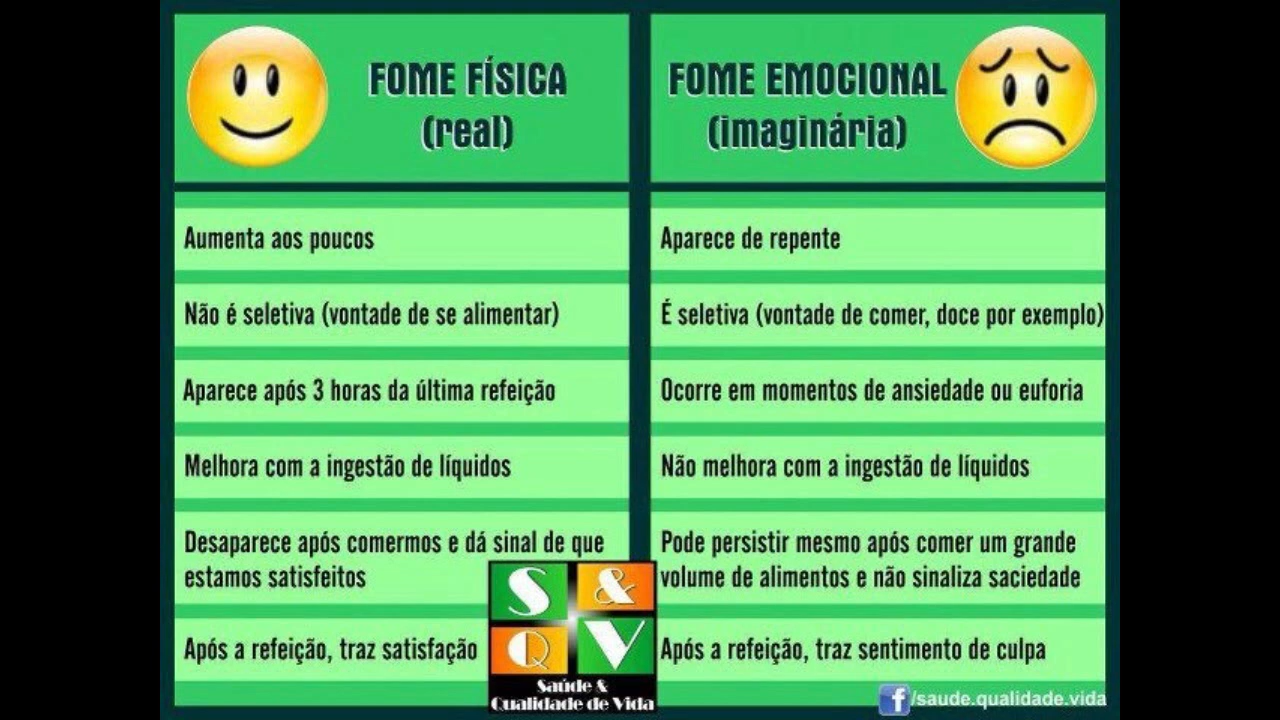 FOME FÍSICA
(real)
FOME EMOCIONAL
(imaginária)
Aumenta aos poucos
Aparece de repente
Não é seletiva (vontade de se alimentar)
É seletiva (vontade de comer, doce por exemplo)
Aparece após 3 horas da última refeição
Ocorre em momentos de ansiedade ou euforia
Melhora com a ingestão de líquidos
Não melhora com a ingestão de líquidos
Desaparece após comermos e dá sinal de que
estamos satisfeitos
Pode persistir mesmo após comer um grande
volume de alimentos e não sinaliza saciedade
Após a refeição, traz satisfação
Após a refeição, traz sentimento de culpa
S &
Q V
Saúde &
Qualidade de Vida
f /saude.qualidade.vida